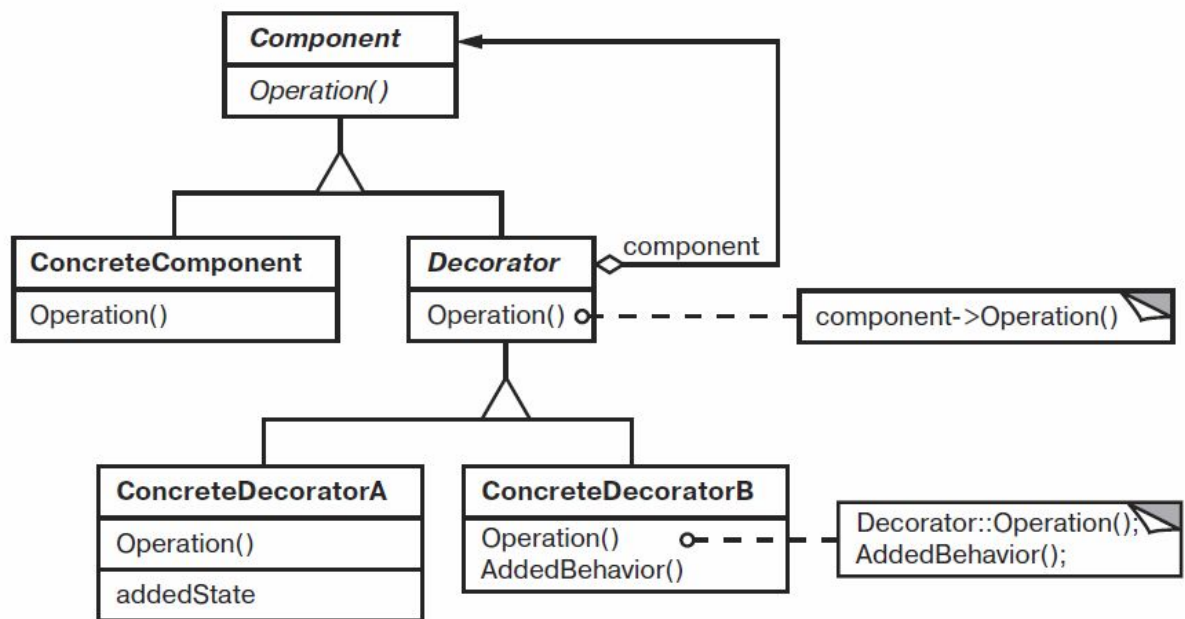 Component
Operation()
ConcreteComponent
Operation()
Decorator
Operation()
component
component->Operation()
ConcreteDecoratorA
Operation()
addedState
ConcreteDecoratorB
Operation()
AddedBehavior()
Decorator::Operation();
AddedBehavior();